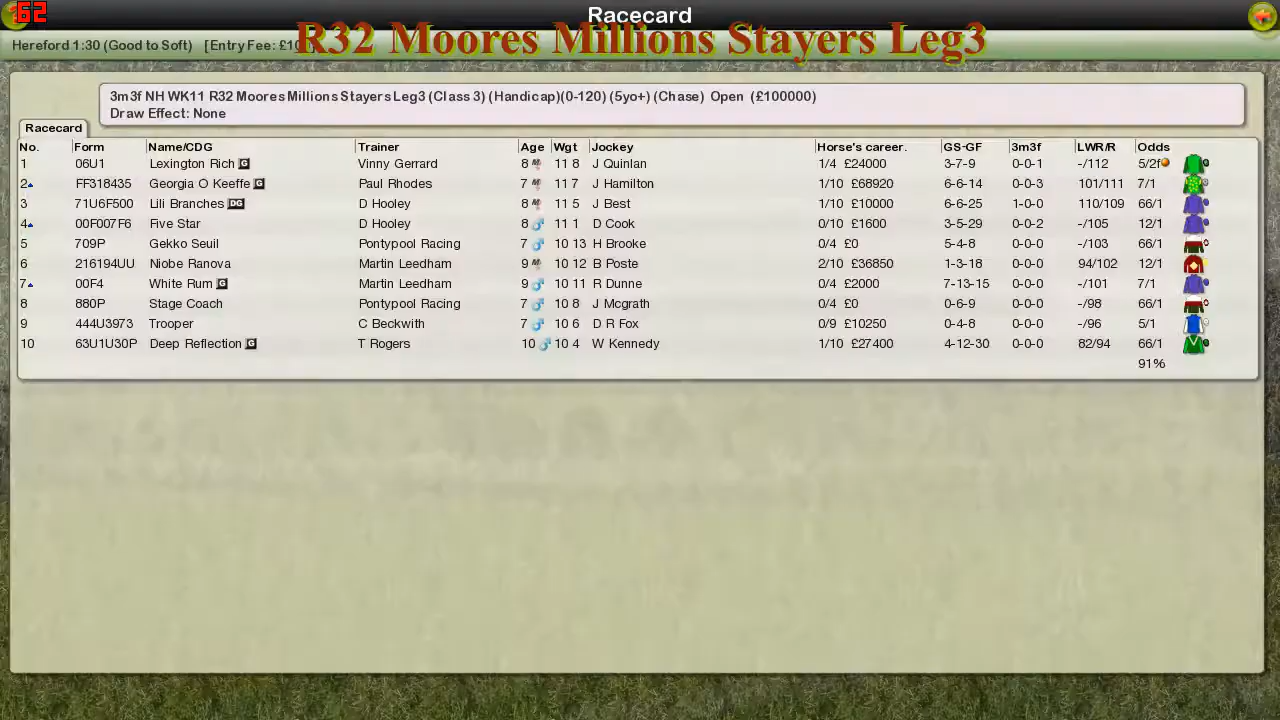 62
Racecard
R32 Moores Millions Stayers Leg3
Hereford 1:30 (Good to Soft) [Entry Fee: £10
3m3f NH WK11 R32 Moores Millions Stayers Leg3 (Class 3) (Handicap)(0-120) (5yo+) (Chase) Open (£100000)
Draw Effect: None
Racecard
No. Form Name/CDG Trainer Age Wgt Jockey Horse's career. GS-GF 3m3f LWR/R Odds
1 06U1 Lexington Rich G Vinny Gerrard 8 11 8 J Quinlan 1/4 £24000 3-7-9 0-0-1 -/112 5/2f
2 FF318435 Georgia O Keeffe G Paul Rhodes 7 11 7 J Hamilton 1/10 £68920 6-6-14 0-0-3 101/111 7/1
3 71U6F500 Lili Branches DG D Hooley 8 11 5 J Best 1/10 £10000 6-6-25 1-0-0 110/109 66/1
4 00F007F6 Five Star D Hooley 8 11 1 D Cook 0/10 £1600 3-5-29 0-0-2 -/105 12/1
5 709P Gekko Seuil Pontypool Racing 7 10 13 H Brooke 0/4 £0 5-4-8 0-0-0 -/103 66/1
6 216194UU Niobe Ranova Martin Leedham 9 10 12 B Poste 2/10 £36850 1-3-18 0-0-0 94/102 12/1
7 00F4 White Rum G Martin Leedham 9 10 11 R Dunne 0/4 £2000 7-13-15 0-0-0 -/101 7/1
8 880P Stage Coach Pontypool Racing 7 10 8 J Mcgrath 0/4 £0 0-6-3 0-0-0 -/98 66/1
9 444U3973 Trooper C Beckwith 7 10 6 D R Fox 0/9 £10250 0-4-8 0-0-0 -/96 5/1
10 63U1U30P Deep Reflection G T Rogers 10 10 4 W Kennedy 1/10 £27400 4-12-30 0-0-0 82/94 66/1
91%